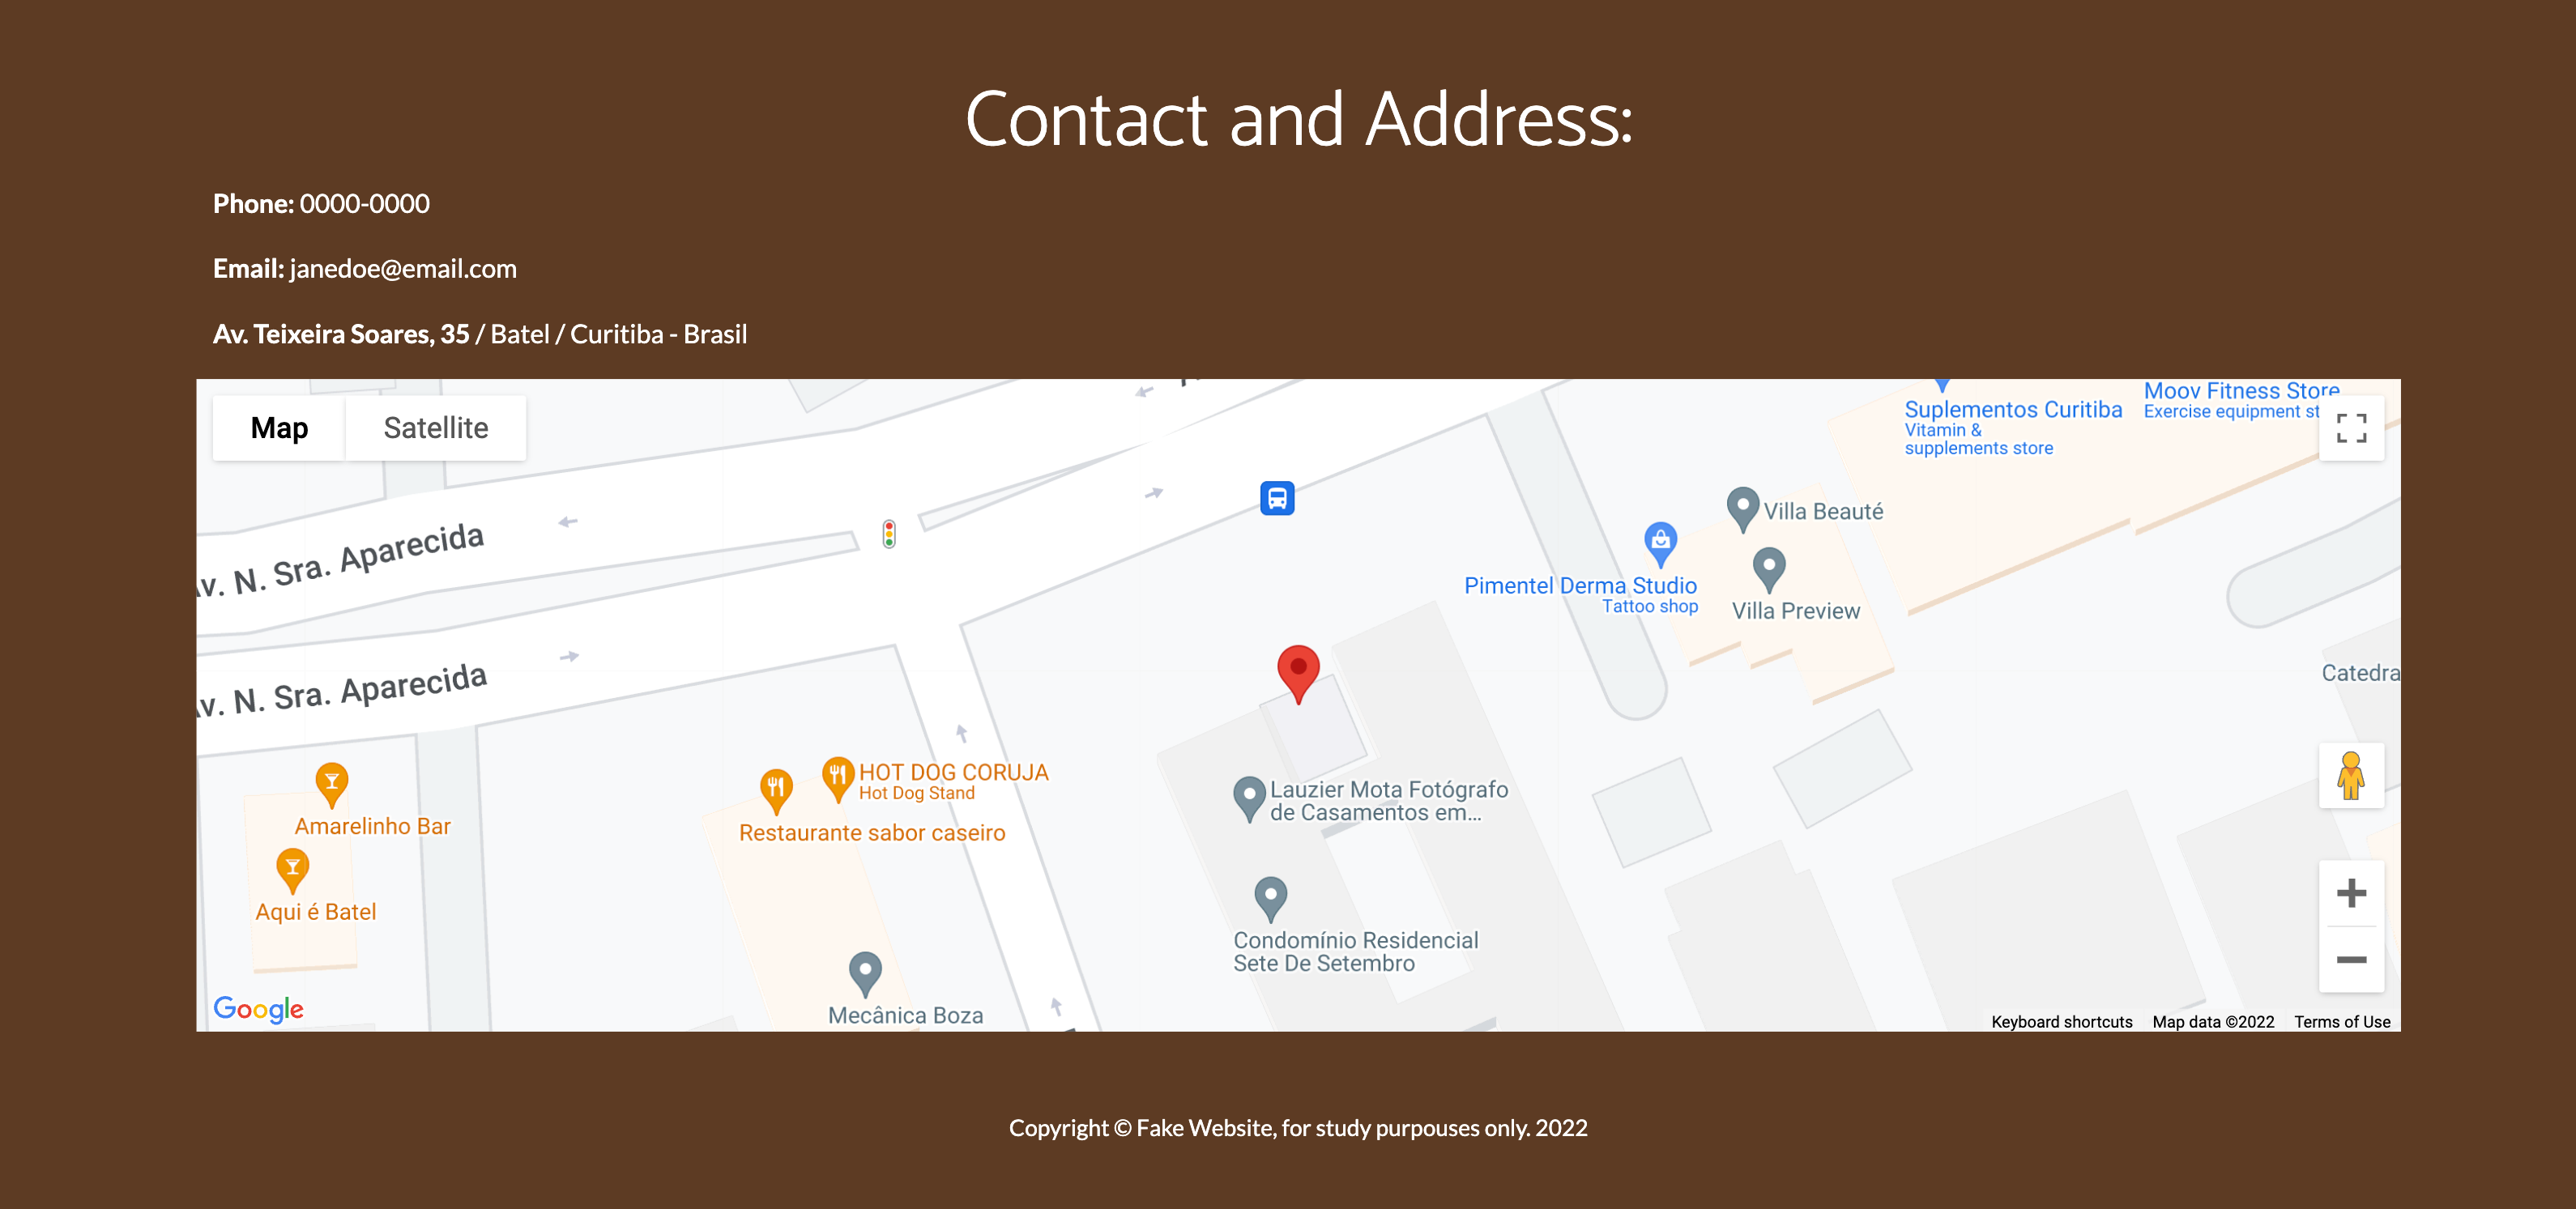 Contact and Address:
Phone: 0000-0000
Email: janedoe@email.com
Av. Teixeira Soares, 35 / Batel / Curitiba - Brasil
Map
Satellite
Suplementos Curitiba
Vitamin &
supplements store
Moov Fitness Store
Exercise equipment st
Av. N. Sra. Aparecida
Villa Beauté
Pimentel Derma Studio
Tattoo shop
Villa Preview
Av. N. Sra. Aparecida
Catedra
HOT DOG CORUJA
Hot Dog Stand
Restaurante sabor caseiro
Lauzier Mota Fotógrafo
de Casamentos em...
Amarelinho Bar
Aqui é Batel
Condomínio Residencial
Sete De Setembro
Mecânica Boza
Google
Keyboard shortcuts
Map data ©2022
Terms of Use
Copyright © Fake Website, for study purpouses only. 2022